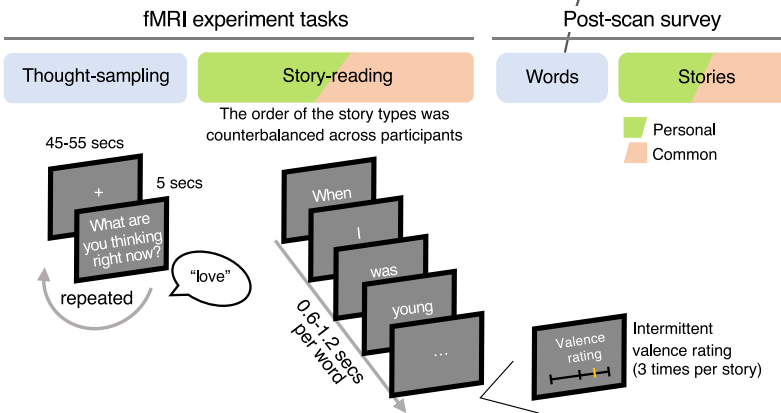 fMRI experiment tasks
Post-scan survey
Thought-sampling
Story-reading
Words
Stories
The order of the story types was
counterbalanced across participants
Personal
Common
45-55 secs
5 secs
+
What are
you thinking
right now?
"love"
repeated
When
I
was
young
...
0.6-1.2 secs
per word
Valence
rating
Intermittent
valence rating
(3 times per story)